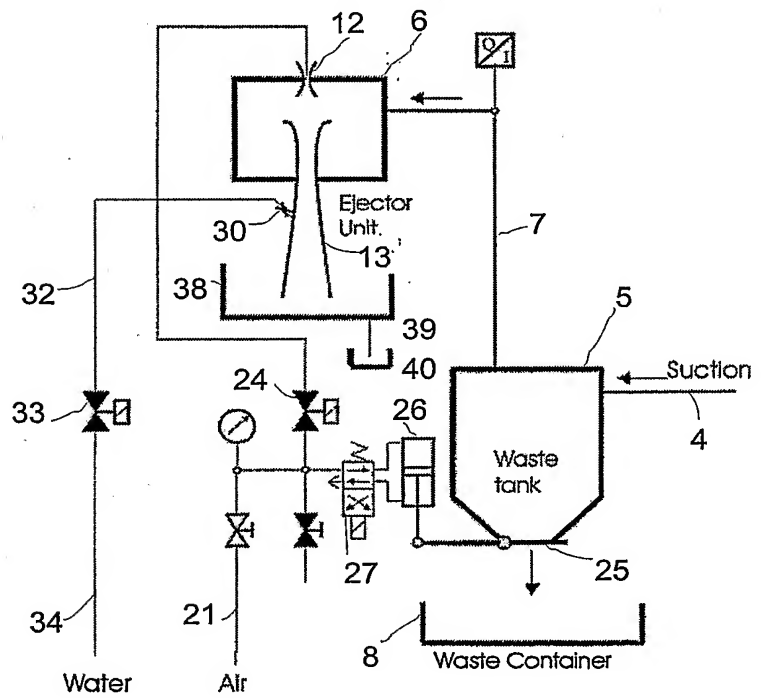 12
6
Q
I
30
Ejector
Unit.
13
7
32
38
39
5
40
Suction
33
24
26
4
Waste
tank
27
25
34
21
8
Waste Container
Water
Air